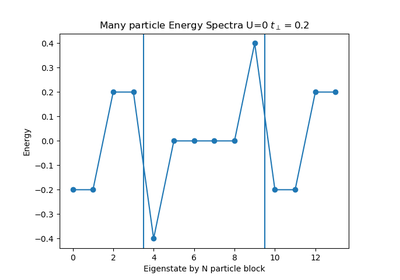 Many particle Energy Spectra U=0 t⊥ = 0.2
Energy
0.4
0.3
0.2
0.1
0.0
−0.1
−0.2
−0.3
−0.4
0 2 4 6 8 10 12
Eigenstate by N particle block